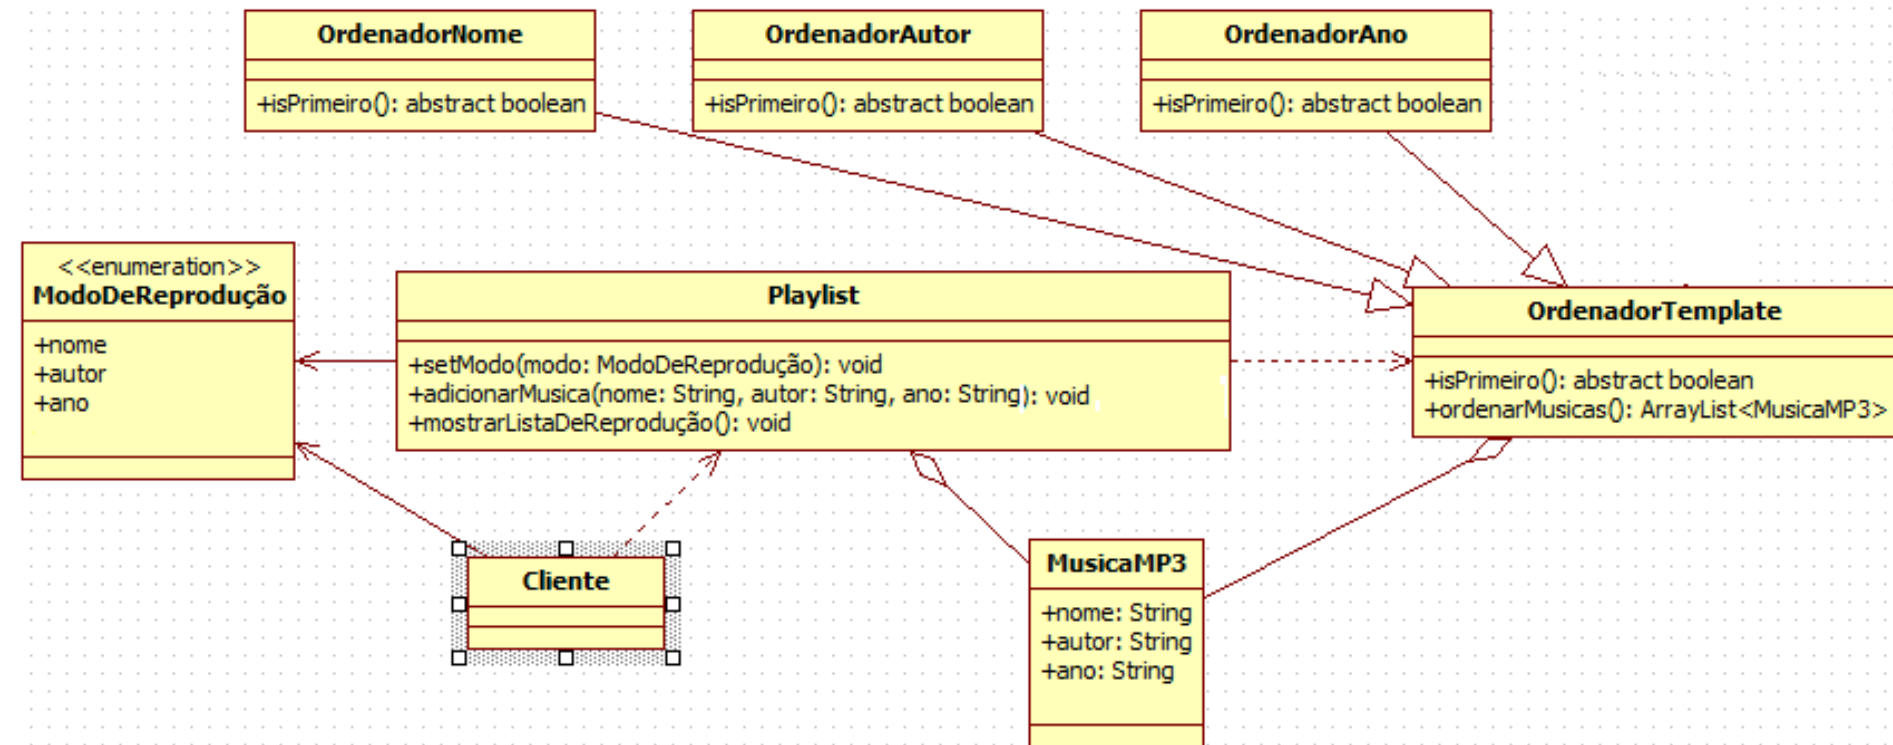 OrdenadorNome
+isPrimeiro(): abstract boolean
OrdenadorAutor
+isPrimeiro(): abstract boolean
OrdenadorAno
+isPrimeiro(): abstract boolean
<<enumeration>>
ModoDeReprodução
+nome
+autor
+ano
Playlist
+setModo(modo: ModoDeReprodução): void
+adicionarMusica(nome: String, autor: String, ano: String): void
+mostrarListaDeReprodução(): void
OrdenadorTemplate
+isPrimeiro(): abstract boolean
+ordenarMusicas(): ArrayList<MusicaMP3>
Cliente
MusicaMP3
+nome: String
+autor: String
+ano: String